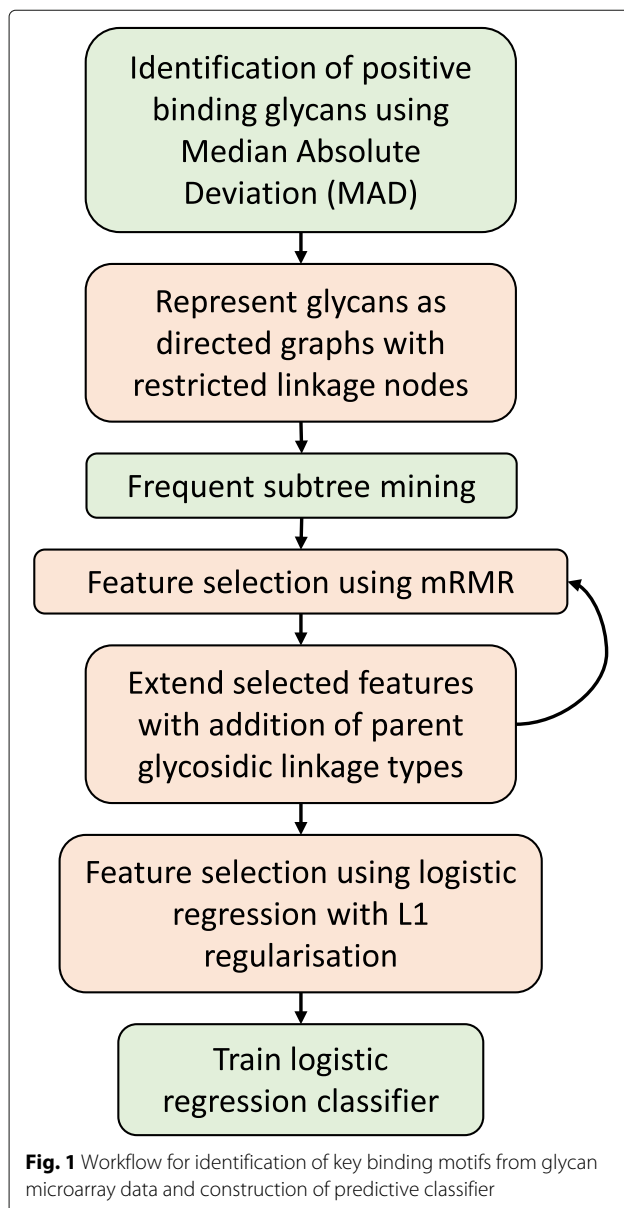 Identification of positive
binding glycans using
Median Absolute
Deviation (MAD)
Represent glycans as
directed graphs with
restricted linkage nodes
Frequent subtree mining
Feature selection using mRMR
Extend selected features
with addition of parent
glycosidic linkage types
Feature selection using logistic
regression with L1
regularisation
Train logistic
regression classifier
Fig. 1 Workflow for identification of key binding motifs from glycan
microarray data and construction of predictive classifier